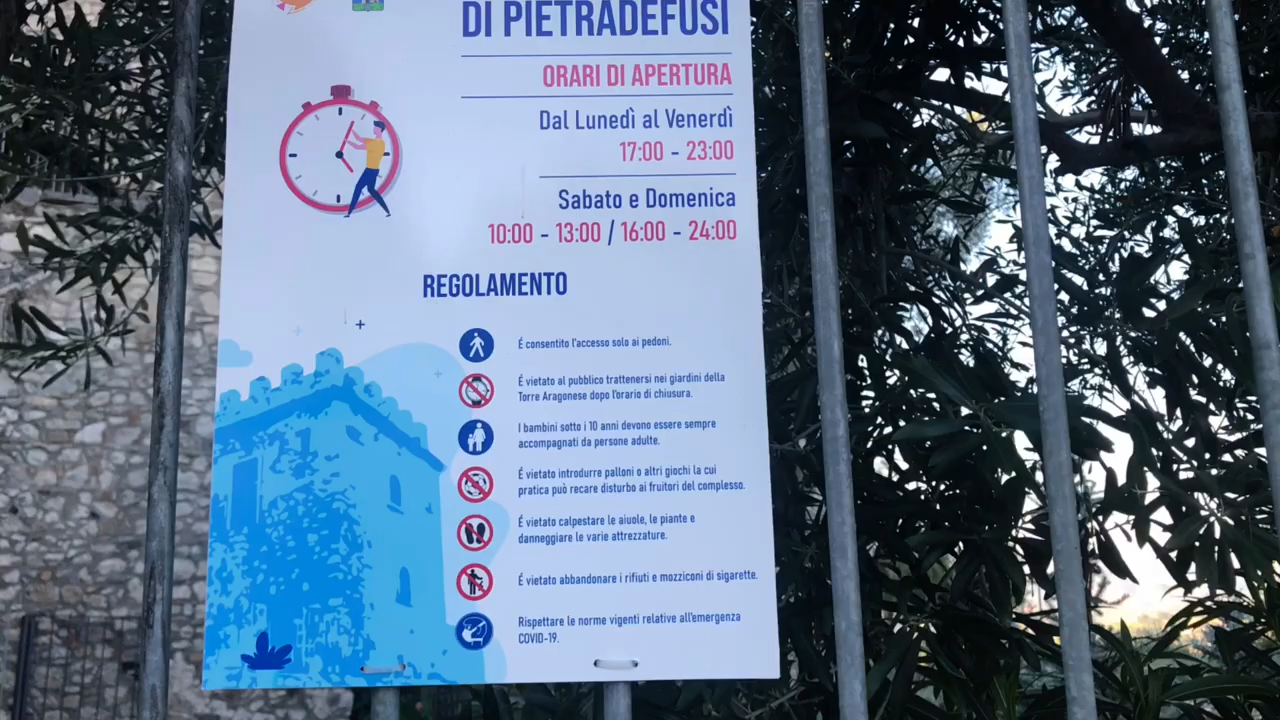 DI PIETRADEFUSI
ORARI DI APERTURA
Dal Lunedì al Venerdì
17:00 - 23:00
Sabato e Domenica
10:00 - 13:00 / 16:00 - 24:00
REGOLAMENTO
É consentito l'accesso solo ai pedoni.
É vietato al pubblico trattenersi nei giardini della
Torre Aragonese dopo l'orario di chiusura.
I bambini sotto i 10 anni devono essere sempre
accompagnati da persone adulte.
É vietato introdurre palloni o altri giochi la cui
pratica può recare disturbo ai fruitori del complesso.
É vietato calpestare le aiuole, le piante e
danneggiare le varie attrezzature.
É vietato abbandonare i rifiuti e mozziconi di sigarette.
Rispettare le norme vigenti relative all'emergenza
COVID-19.